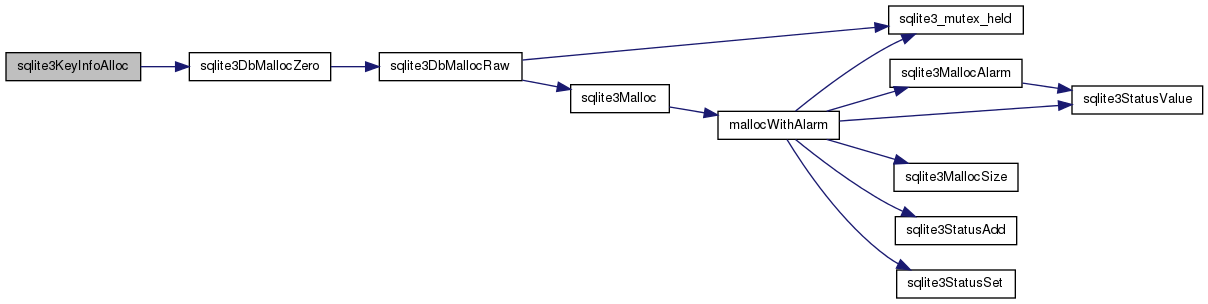 sqlite3KeyInfoAlloc
sqlite3DbMallocZero
sqlite3DbMallocRaw
sqlite3_mutex_held
sqlite3Malloc
mallocWithAlarm
sqlite3MallocAlarm
sqlite3StatusValue
sqlite3MallocSize
sqlite3StatusAdd
sqlite3StatusSet